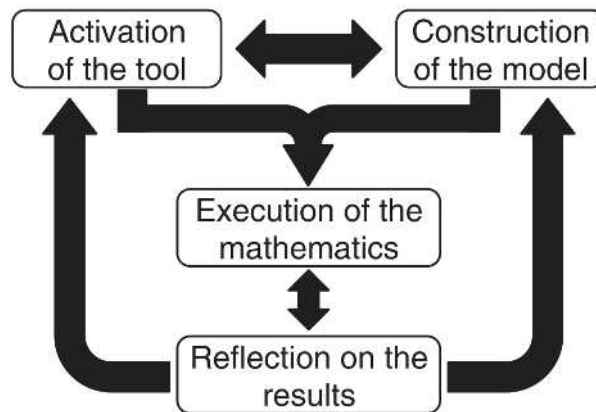 Activation
of the tool
Construction
of the model
Execution of the
mathematics
Reflection on the
results